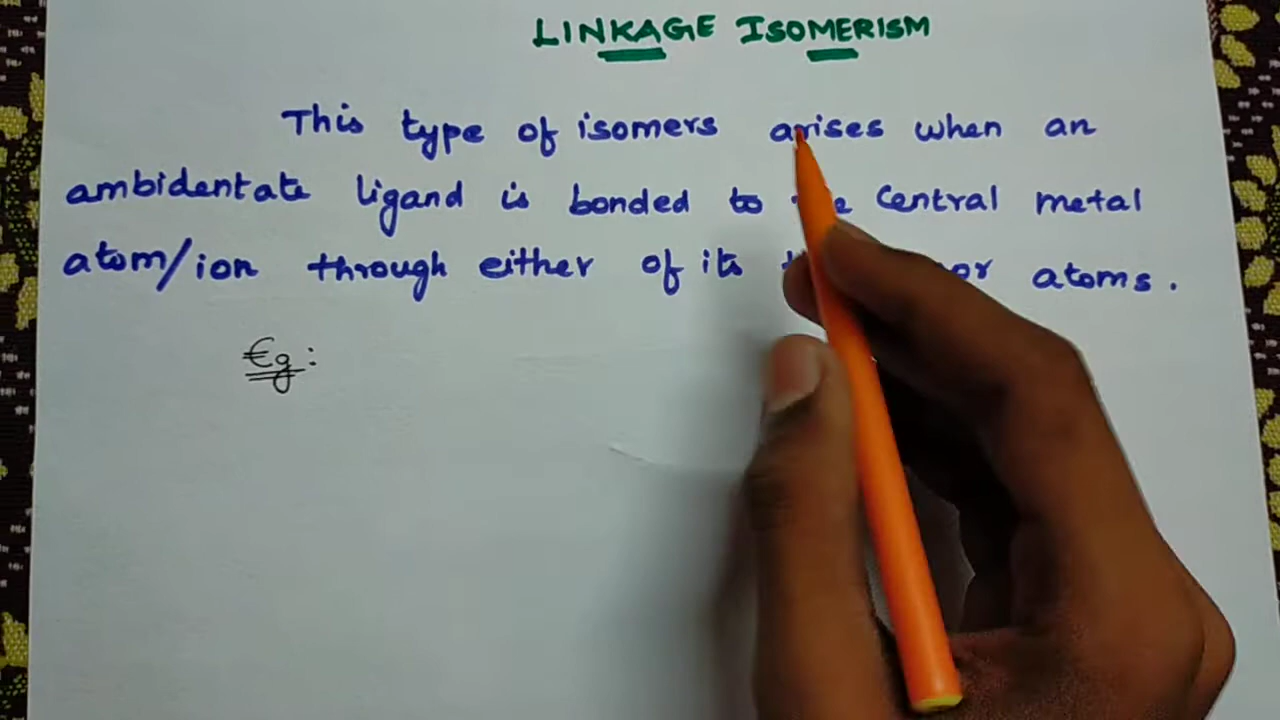 LINKAGE ISOMERISM
This type of isomers arises when an
ambidentate ligand is bonded to central metal
atom/ion through either of its atoms.
Eg: